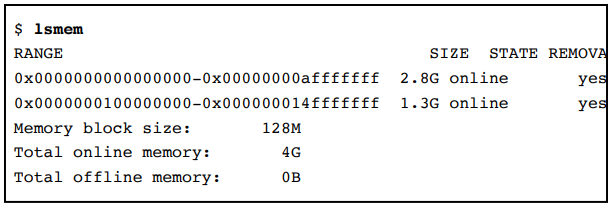 $ lsmem
RANGE SIZE STATE REMOVA
0x0000000000000000-0x00000000afffffff 2.8G online yes
0x0000000100000000-0x000000014fffffff 1.3G online yes
Memory block size: 128M
Total online memory: 4G
Total offline memory: 0B